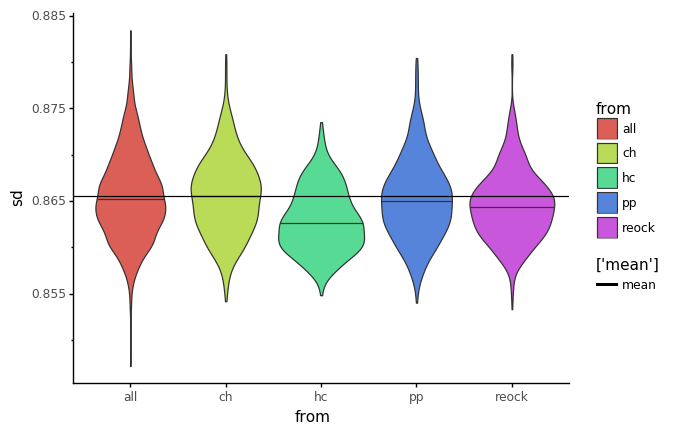 0.885
0.875
0.865
0.855
sd
all
ch
hc
pp
reock
from
from
all
ch
hc
pp
reock
['mean']
mean